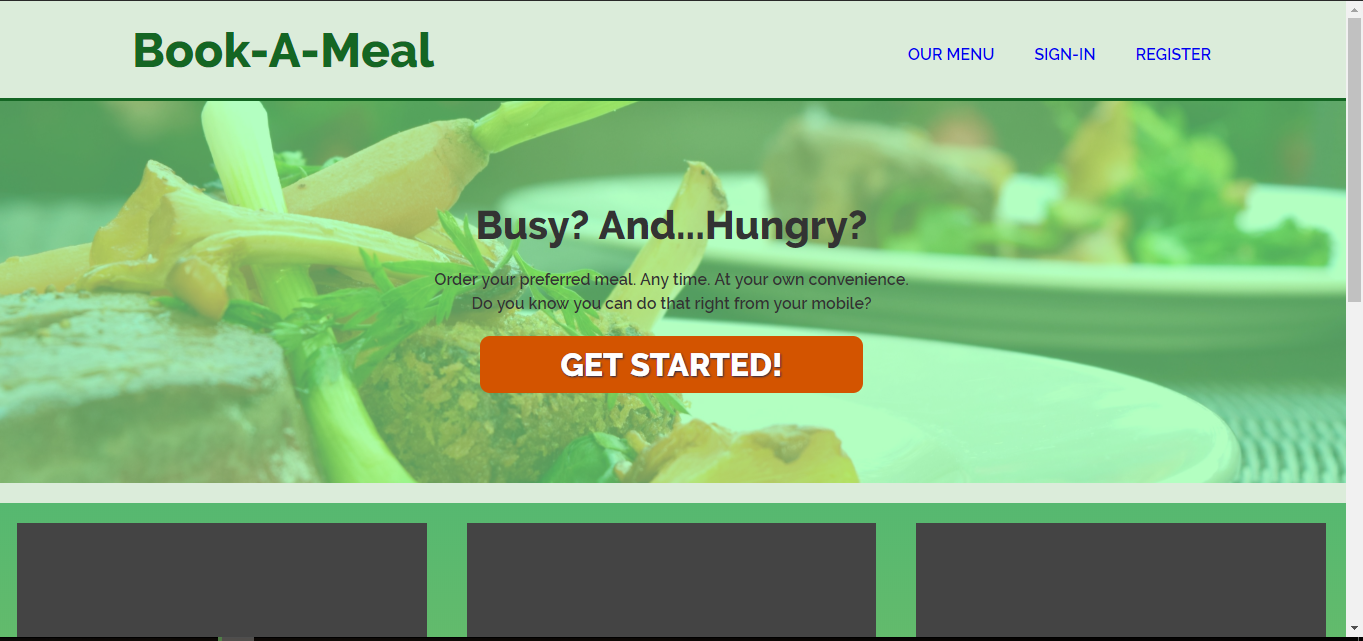 Book-A-Meal
OUR MENU SIGN-IN REGISTER
Busy? And...Hungry?
Order your preferred meal. Any time. At your own convenience.
Do you know you can do that right from your mobile?
GET STARTED!